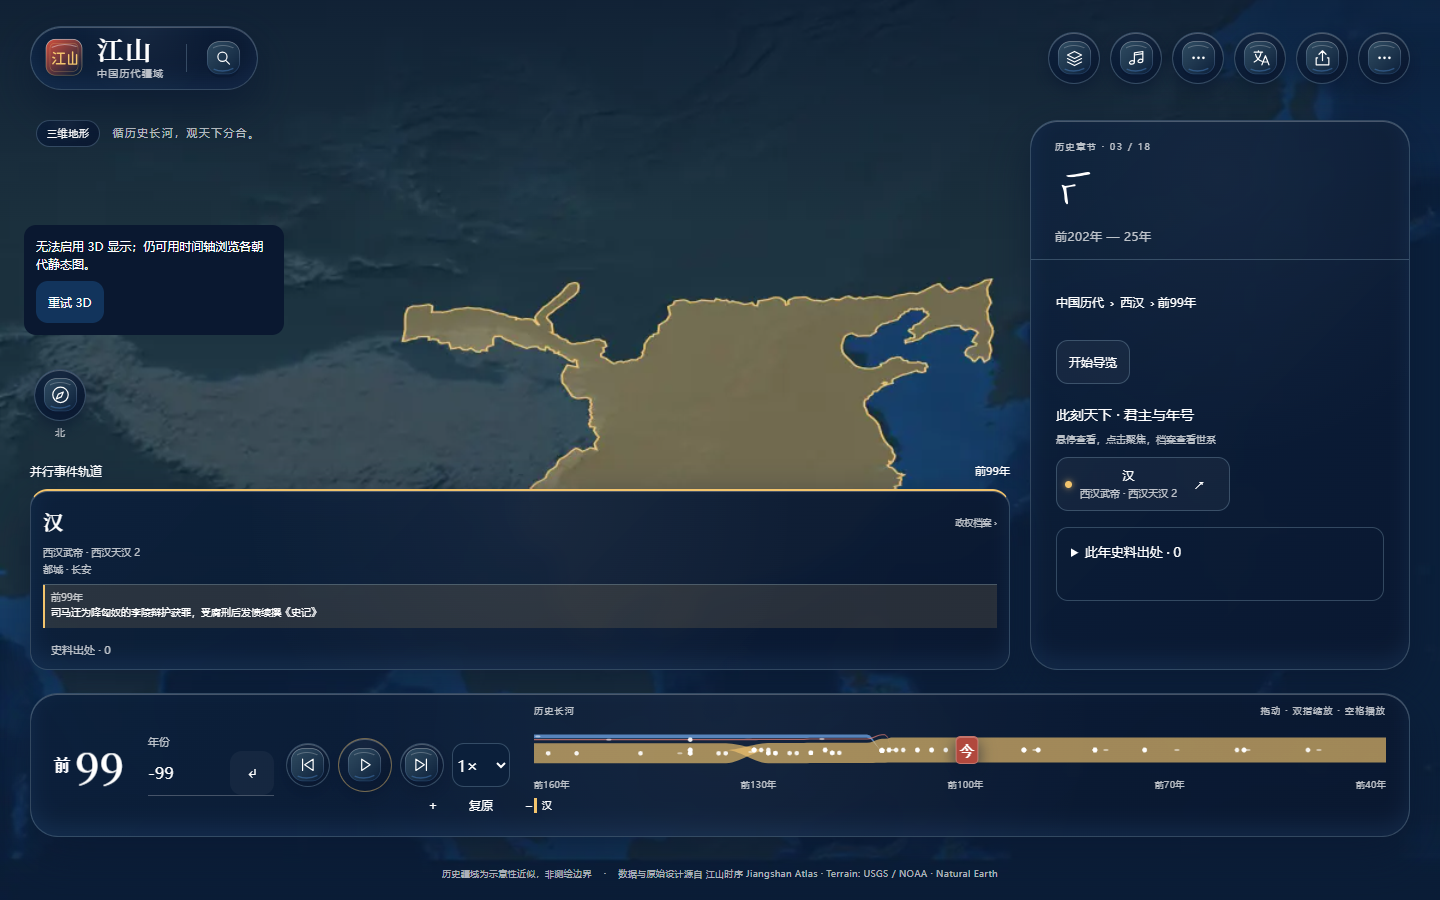 江山
江山
中国历代疆域
三维地形
循历史长河，观天下分合。
无法启用 3D 显示；仍可用时间轴浏览各朝
代静态图。
重试 3D
北
并行事件轨道
前99年
汉
政权档案 ›
西汉武帝 · 西汉天汉 2
都城 · 长安
前99年
司马迁为降匈奴的李陵辩护获罪，受腐刑后发愤续撰《史记》
史料出处 · 0
历史章节 · 03 / 18
前202年 — 25年
中国历代 › 西汉 › 前99年
开始导览
此刻天下 · 君主与年号
悬停查看，点击聚焦，档案查看世系
汉
西汉武帝 · 西汉天汉 2
↗
▶ 此年史料出处 · 0
前 99
年份
-99
↵
1×
+ 复原 −
历史长河
拖动 · 双指缩放 · 空格播放
今
前160年 前130年 前100年 前70年 前40年
汉
历史疆域为示意性近似，非测绘边界 · 数据与原始设计源自 江山时序 Jiangshan Atlas · Terrain: USGS / NOAA · Natural Earth